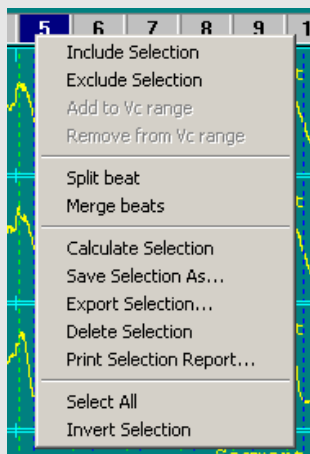 5 6 7 8 9 1
Include Selection
Exclude Selection
Add to Vc range
Remove from Vc range
Split beat
Merge beats
Calculate Selection
Save Selection As...
Export Selection...
Delete Selection
Print Selection Report...
Select All
Invert Selection